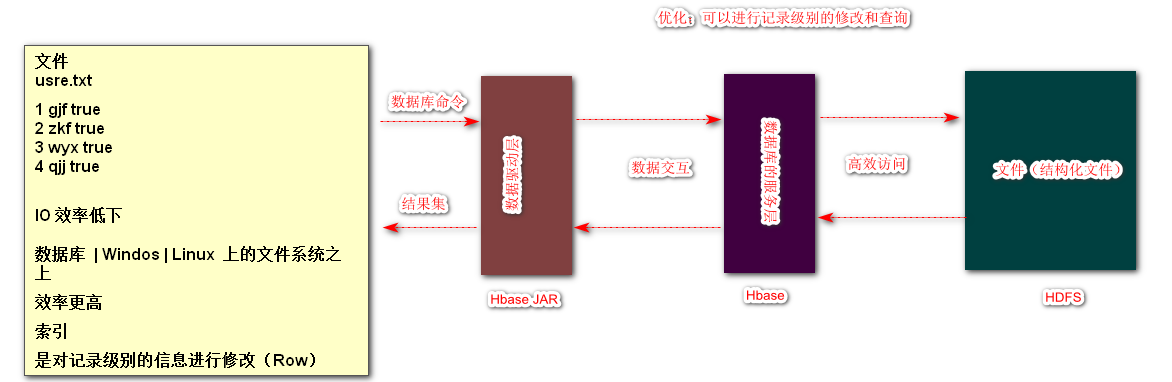 优化：可以进行记录级别的修改和查询
文件
usre.txt
1 gjf true
2 zkf true
3 wyx true
4 qjj true
IO 效率低下
数据库 | Windos | Linux 上的文件系统之
上
效率更高
索引
是对记录级别的信息进行修改（Row）
数据库命令
结果集
数据驱动层
Hbase JAR
数据交互
数据库的服务层
Hbase
高效访问
文件（结构化文件）
HDFS